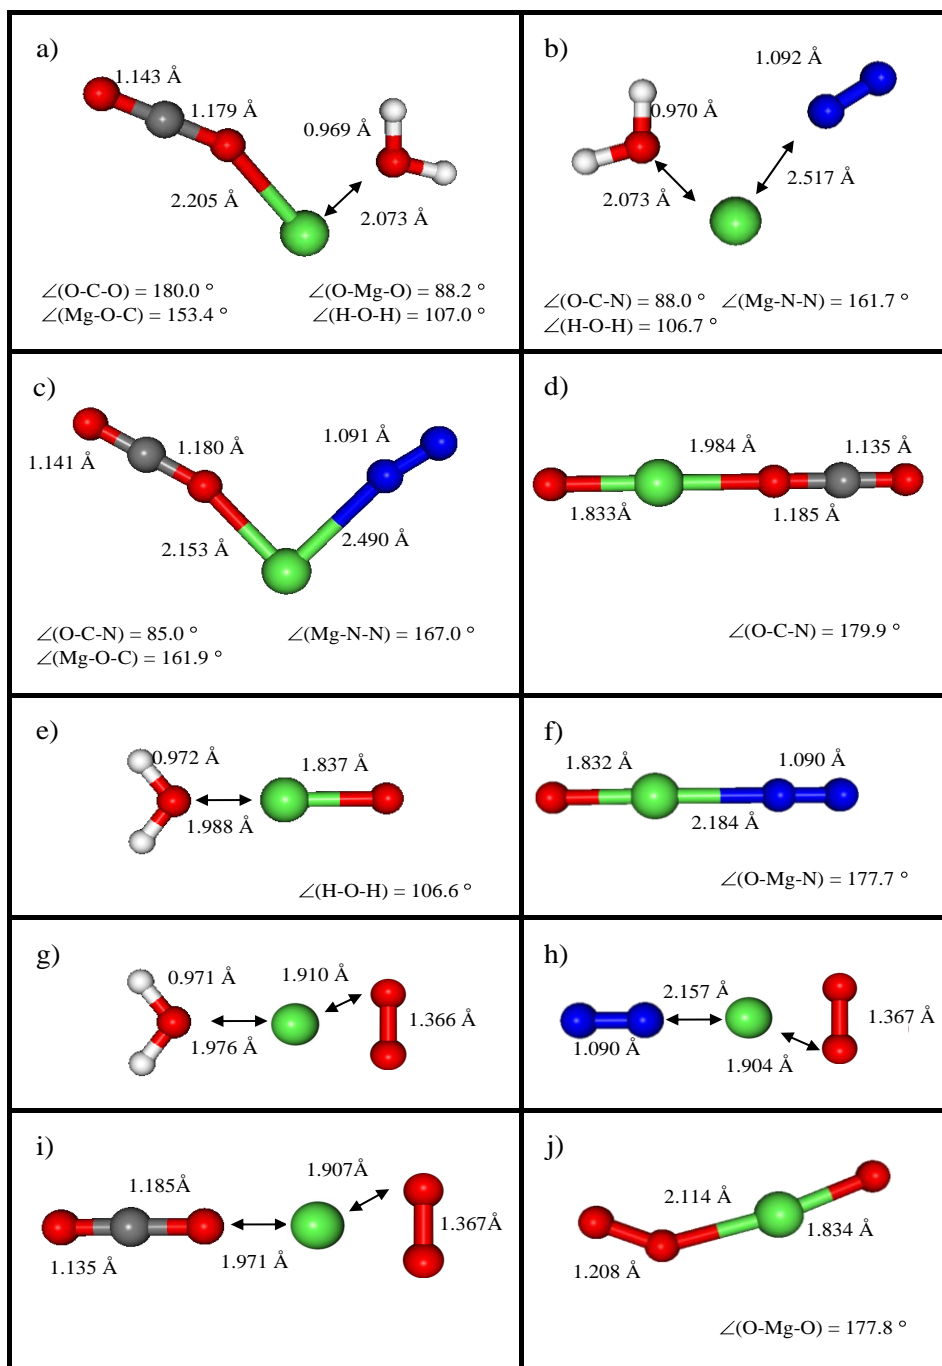 a)
1.143 Å
1.179 Å
0.969 Å
2.205 Å
2.073 Å
∠(O-C-O) = 180.0 ° ∠(O-Mg-O) = 88.2 °
∠(Mg-O-C) = 153.4 ° ∠(H-O-H) = 107.0 °
b)
1.092 Å
0.970 Å
2.517 Å
2.073 Å
∠(O-C-N) = 88.0 ° ∠(Mg-N-N) = 161.7 °
∠(H-O-H) = 106.7 °
c)
1.180 Å
1.091 Å
1.141 Å
2.153 Å
2.490 Å
∠(O-C-N) = 85.0 ° ∠(Mg-N-N) = 167.0 °
∠(Mg-O-C) = 161.9 °
d)
1.984 Å
1.135 Å
1.833Å
1.185 Å
∠(O-C-N) = 179.9 °
e)
0.972 Å
1.837 Å
1.988 Å
∠(H-O-H) = 106.6 °
f)
1.832 Å
1.090 Å
2.184 Å
∠(O-Mg-N) = 177.7 °
g)
0.971 Å
1.910 Å
1.366 Å
1.976 Å
h)
2.157 Å
1.367 Å
1.090 Å
1.904 Å
i)
1.185Å
1.907Å
1.367Å
1.135 Å
1.971 Å
j)
2.114 Å
1.834 Å
1.208 Å
∠(O-Mg-O) = 177.8 °